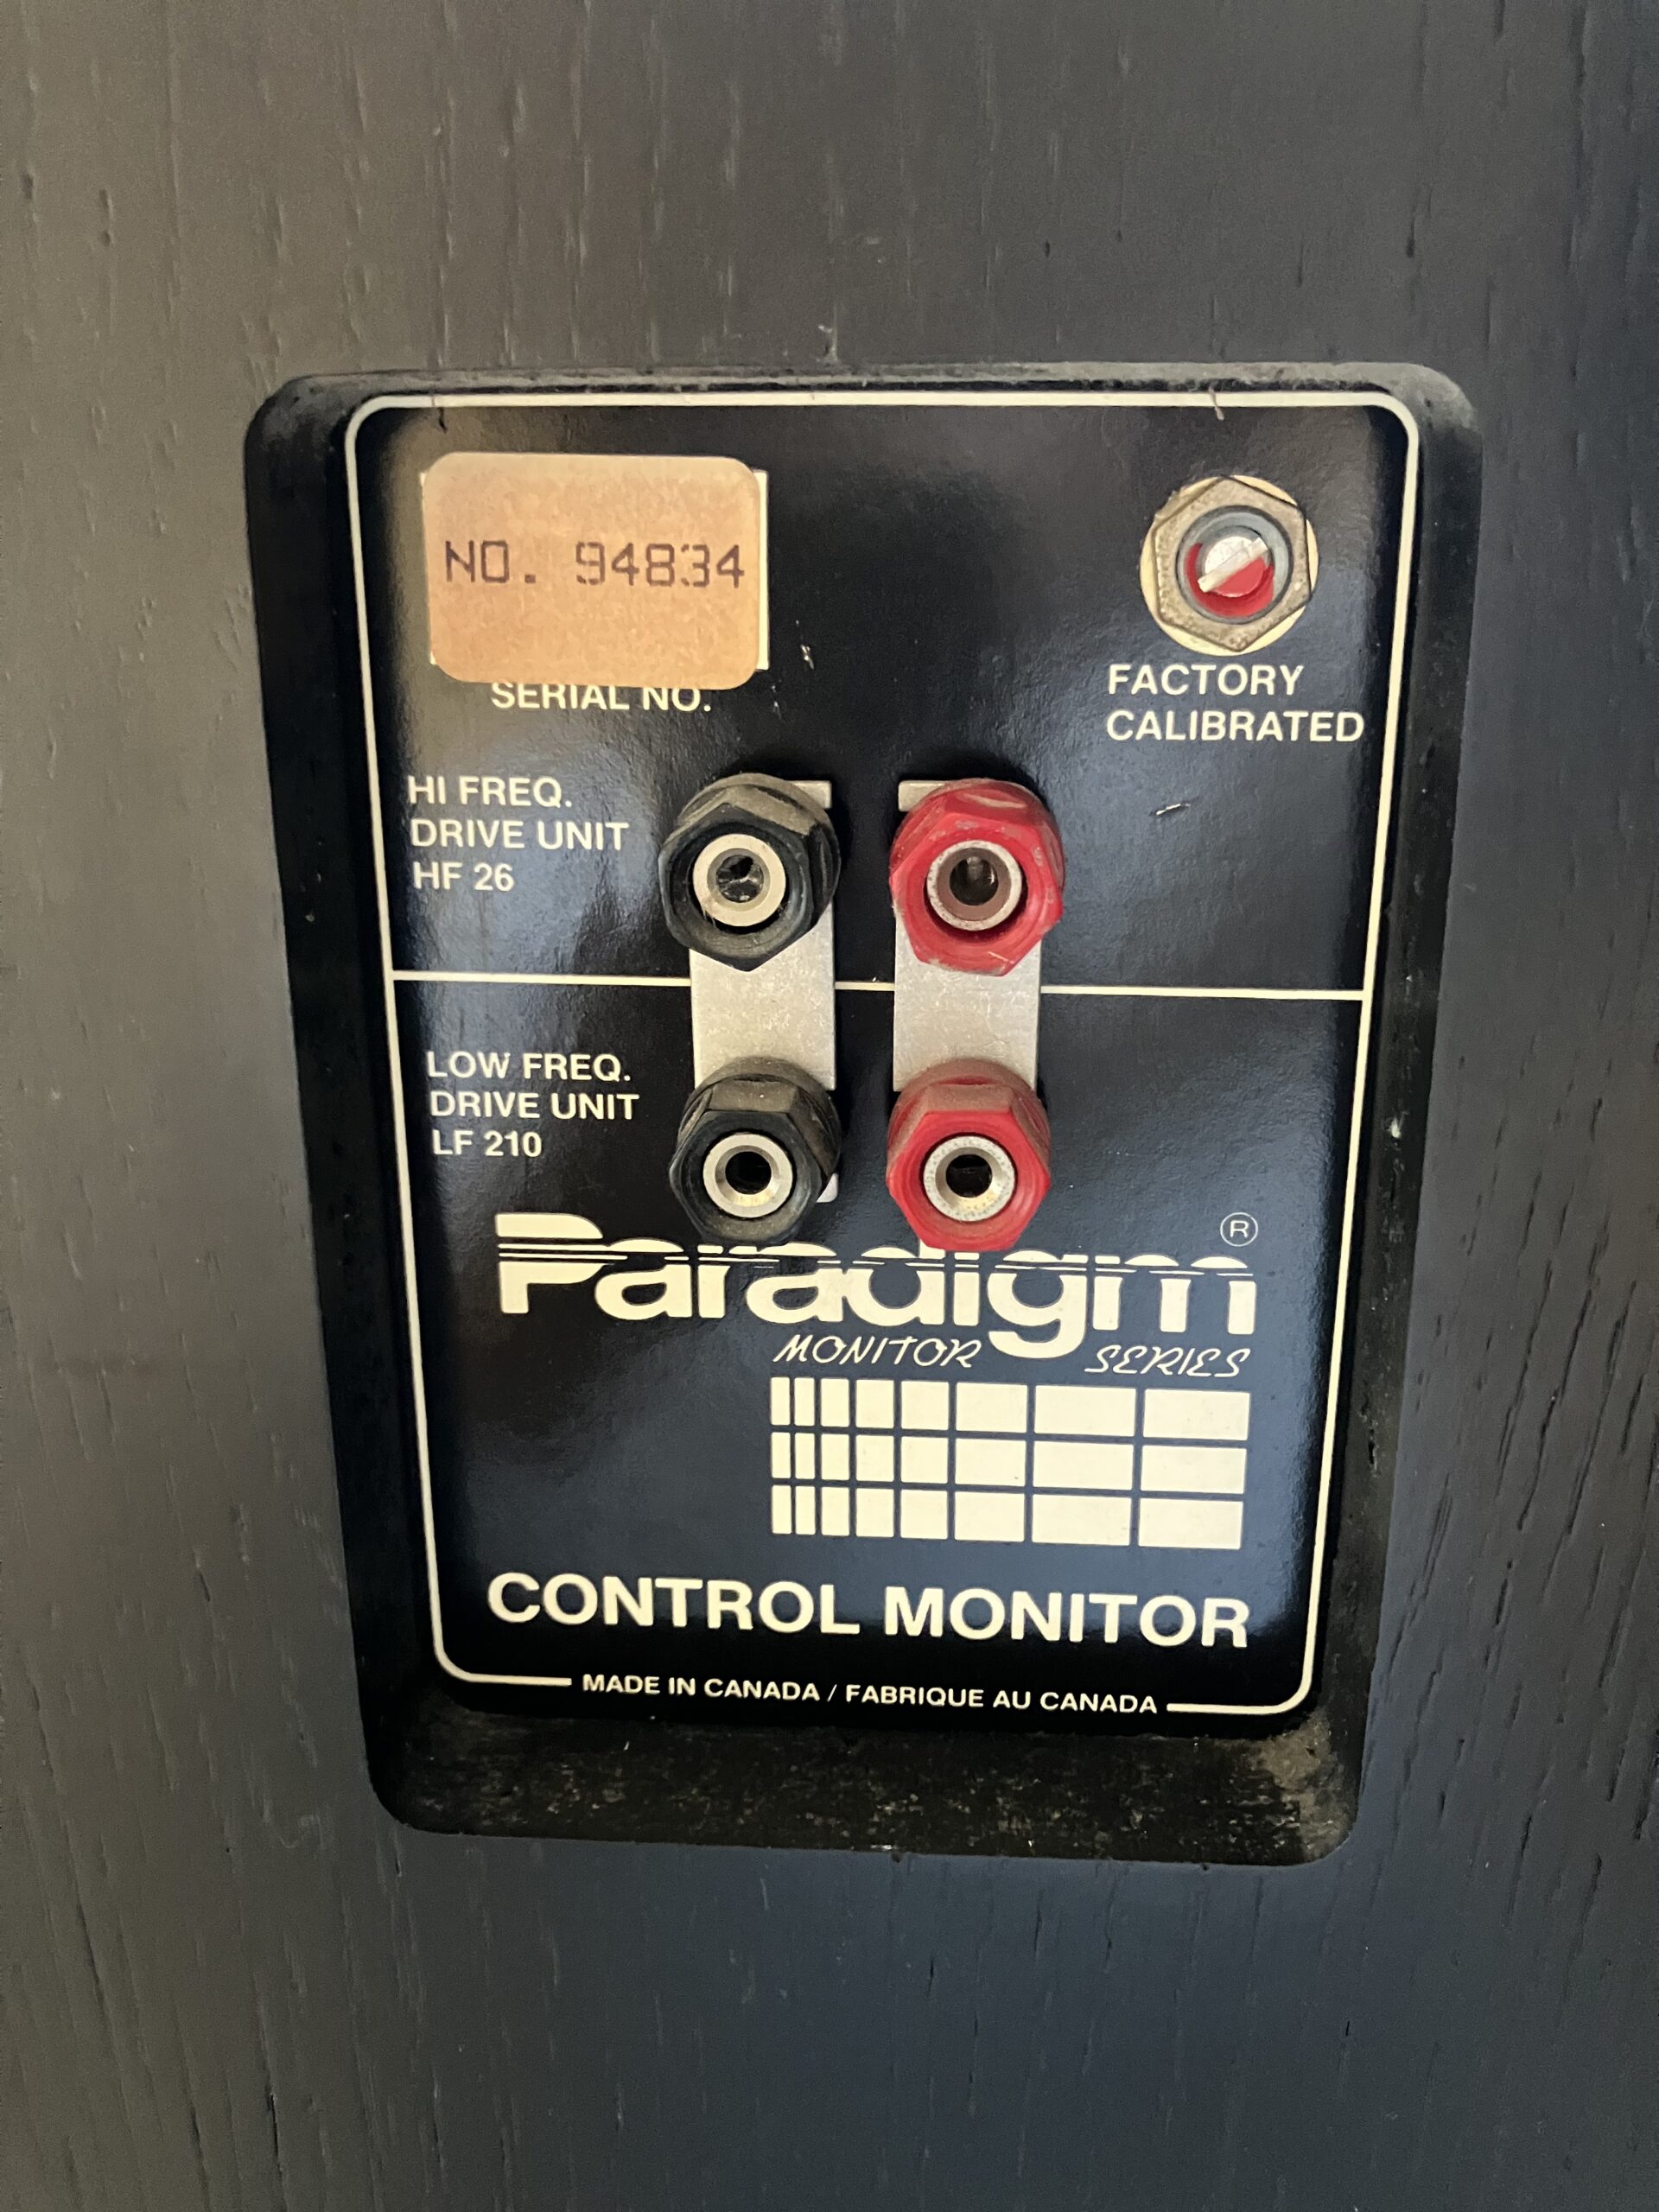 NO. 94834
SERIAL NO.
FACTORY
CALIBRATED
HI FREQ.
DRIVE UNIT
HF 26
LOW FREQ.
DRIVE UNIT
LF 210
Paradigm ®
MONITOR SERIES
CONTROL MONITOR
MADE IN CANADA / FABRIQUE AU CANADA